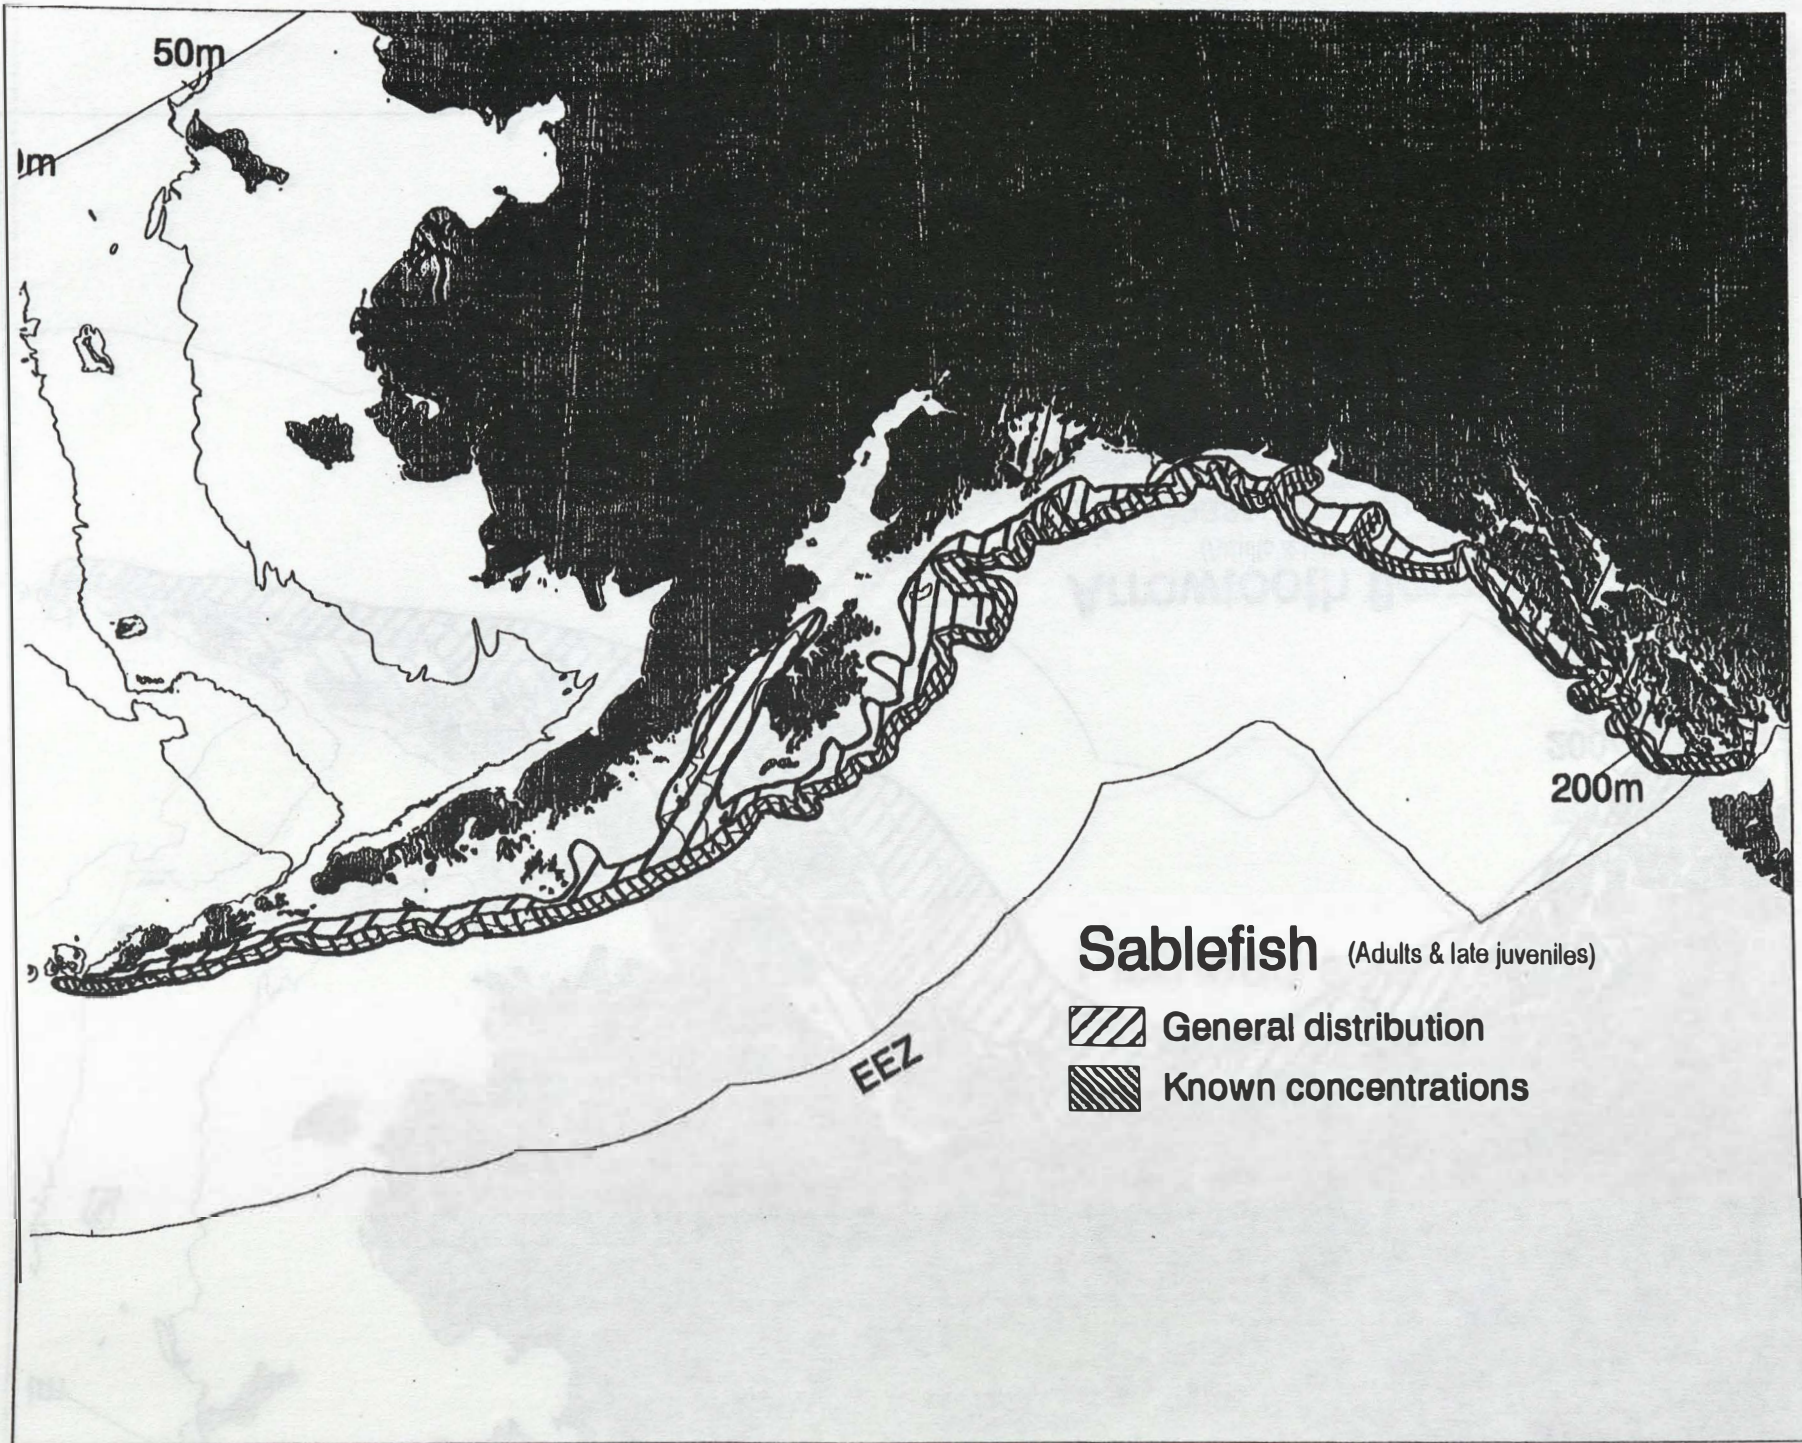 50m
m
200m
Sablefish (Adults & late juveniles)
General distribution
EEZ
Known concentrations